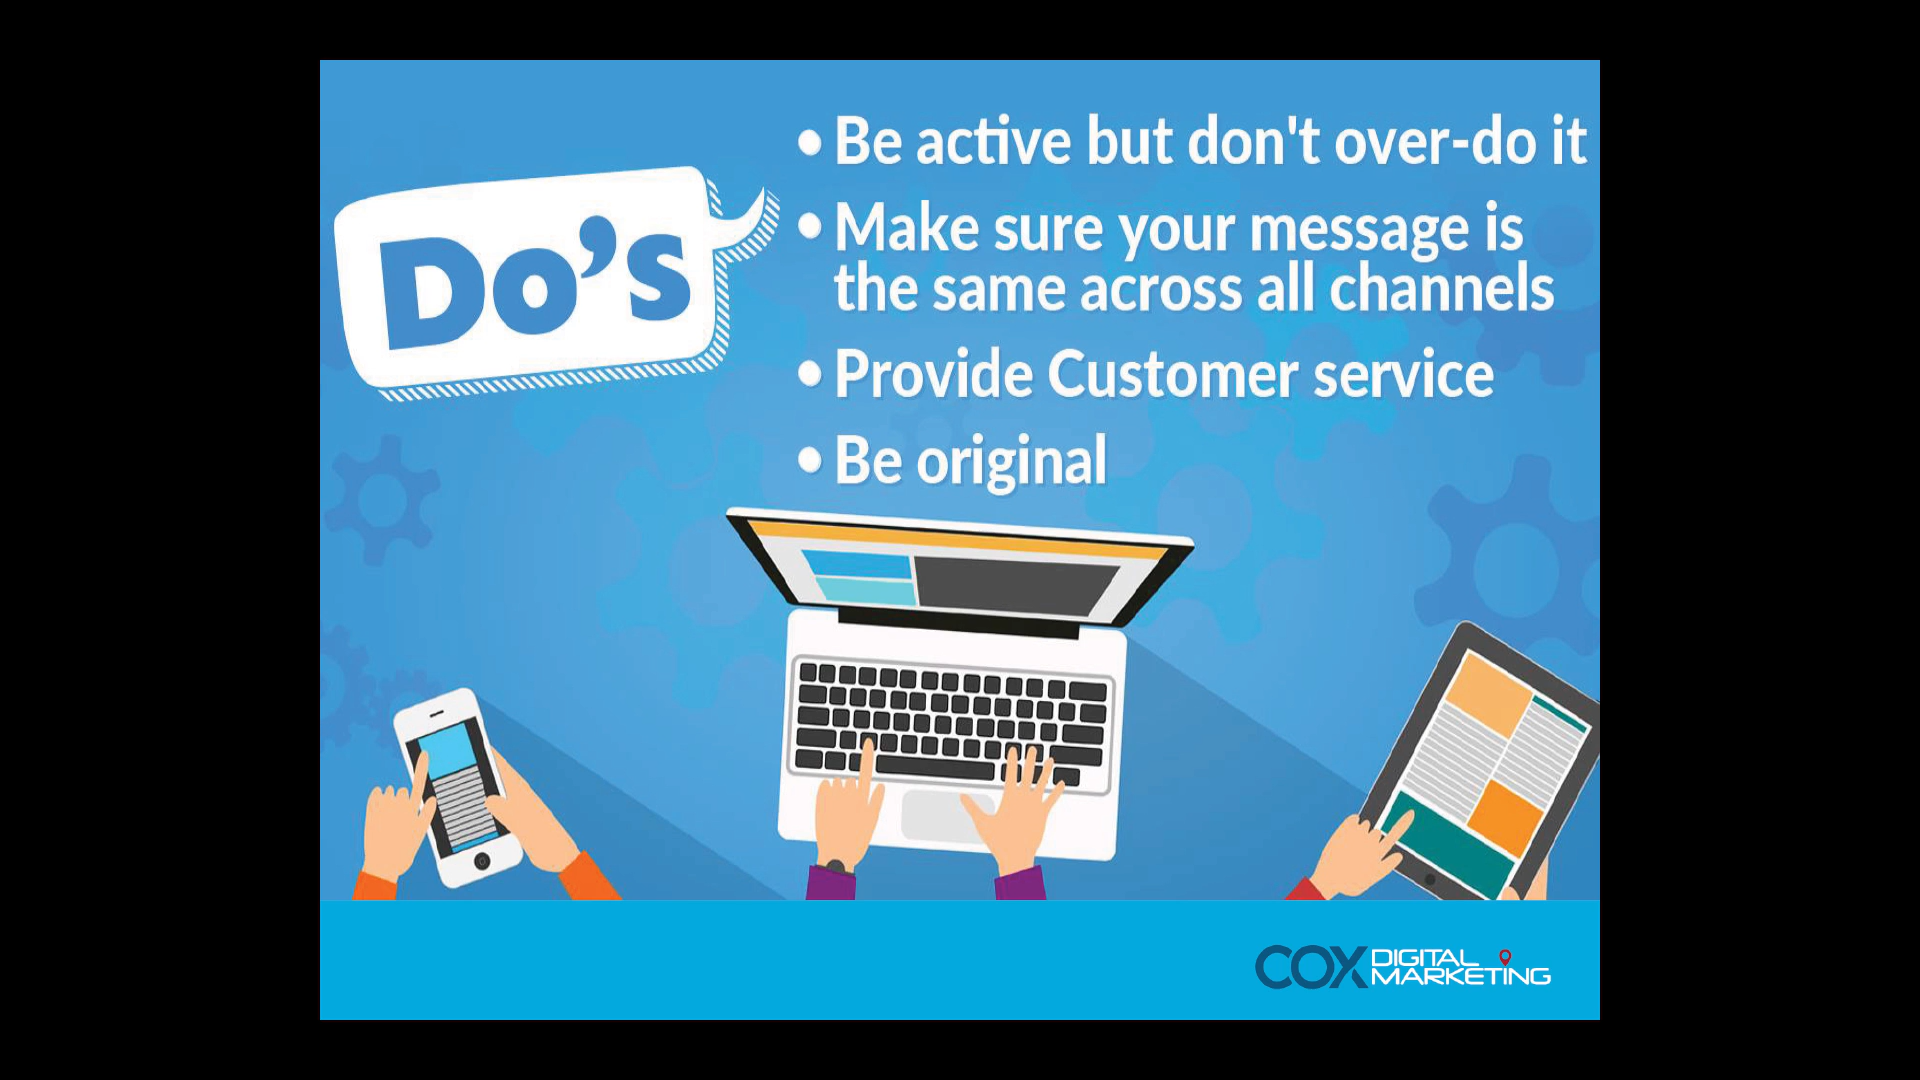 Do's
• Be active but don't over-do it
• Make sure your message is
the same across all channels
• Provide Customer service
• Be original
COX DIGITAL
MARKETING